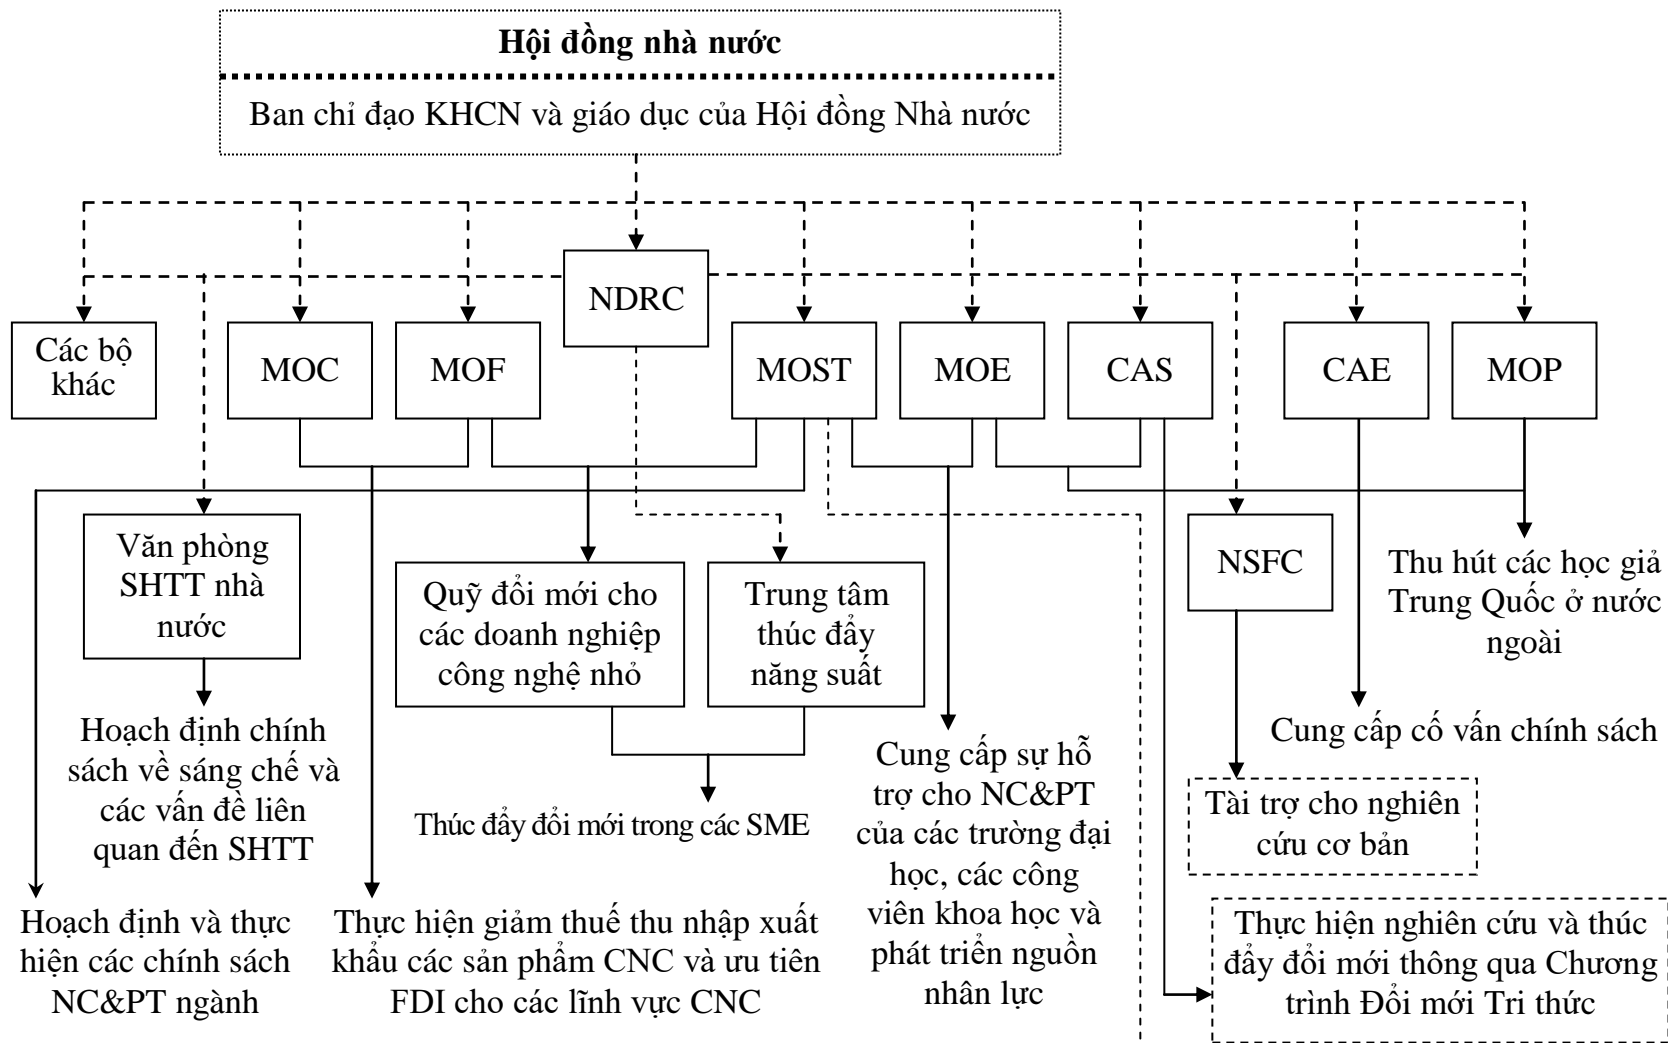 Hội đồng nhà nước
Ban chỉ đạo KHCN và giáo dục của Hội đồng Nhà nước
NDRC
Các bộ
khác
MOC
MOF
MOST
MOE
CAS
CAE
MOP
Văn phòng
SHTT nhà
nước
Quỹ đổi mới cho
các doanh nghiệp
công nghệ nhỏ
Trung tâm
thúc đẩy
năng suất
NSFC
Thu hút các học giả
Trung Quốc ở nước
ngoài
Hoạch định chính
sách về sáng chế và
các vấn đề liên
quan đến SHTT
Thúc đẩy đổi mới trong các SME
Cung cấp sự hỗ
trợ cho NC&PT
của các trường đại
học, các công
viên khoa học và
phát triển nguồn
nhân lực
Cung cấp cố vấn chính sách
Tài trợ cho nghiên
cứu cơ bản
Hoạch định và thực
hiện các chính sách
NC&PT ngành
Thực hiện giảm thuế thu nhập xuất
khẩu các sản phẩm CNC và ưu tiên
FDI cho các lĩnh vực CNC
Thực hiện nghiên cứu và thúc
đẩy đổi mới thông qua Chương
trình Đổi mới Tri thức